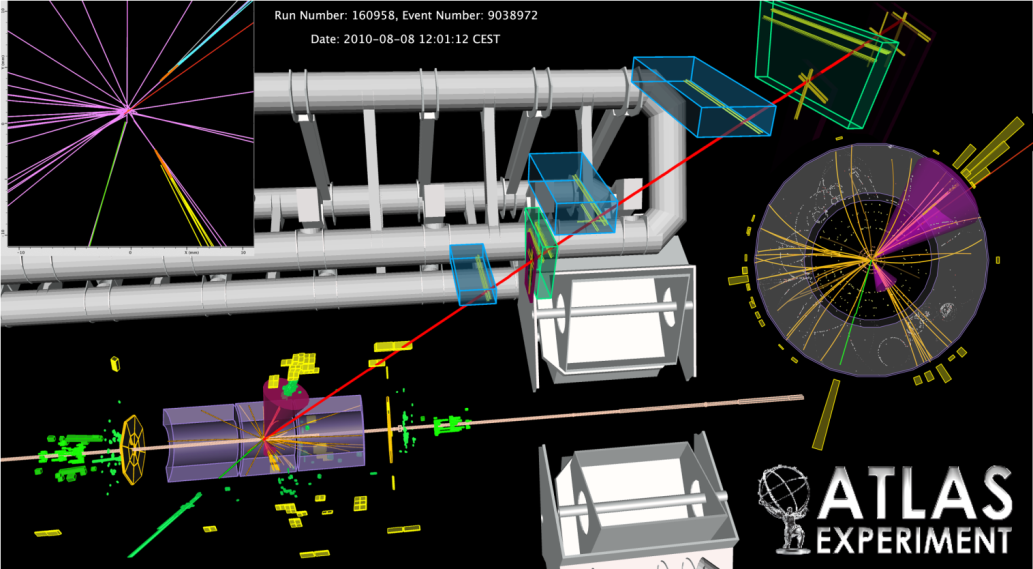 Run Number: 160958, Event Number: 9038972
Date: 2010-08-08 12:01:12 CEST
ATLAS
EXPERIMENT